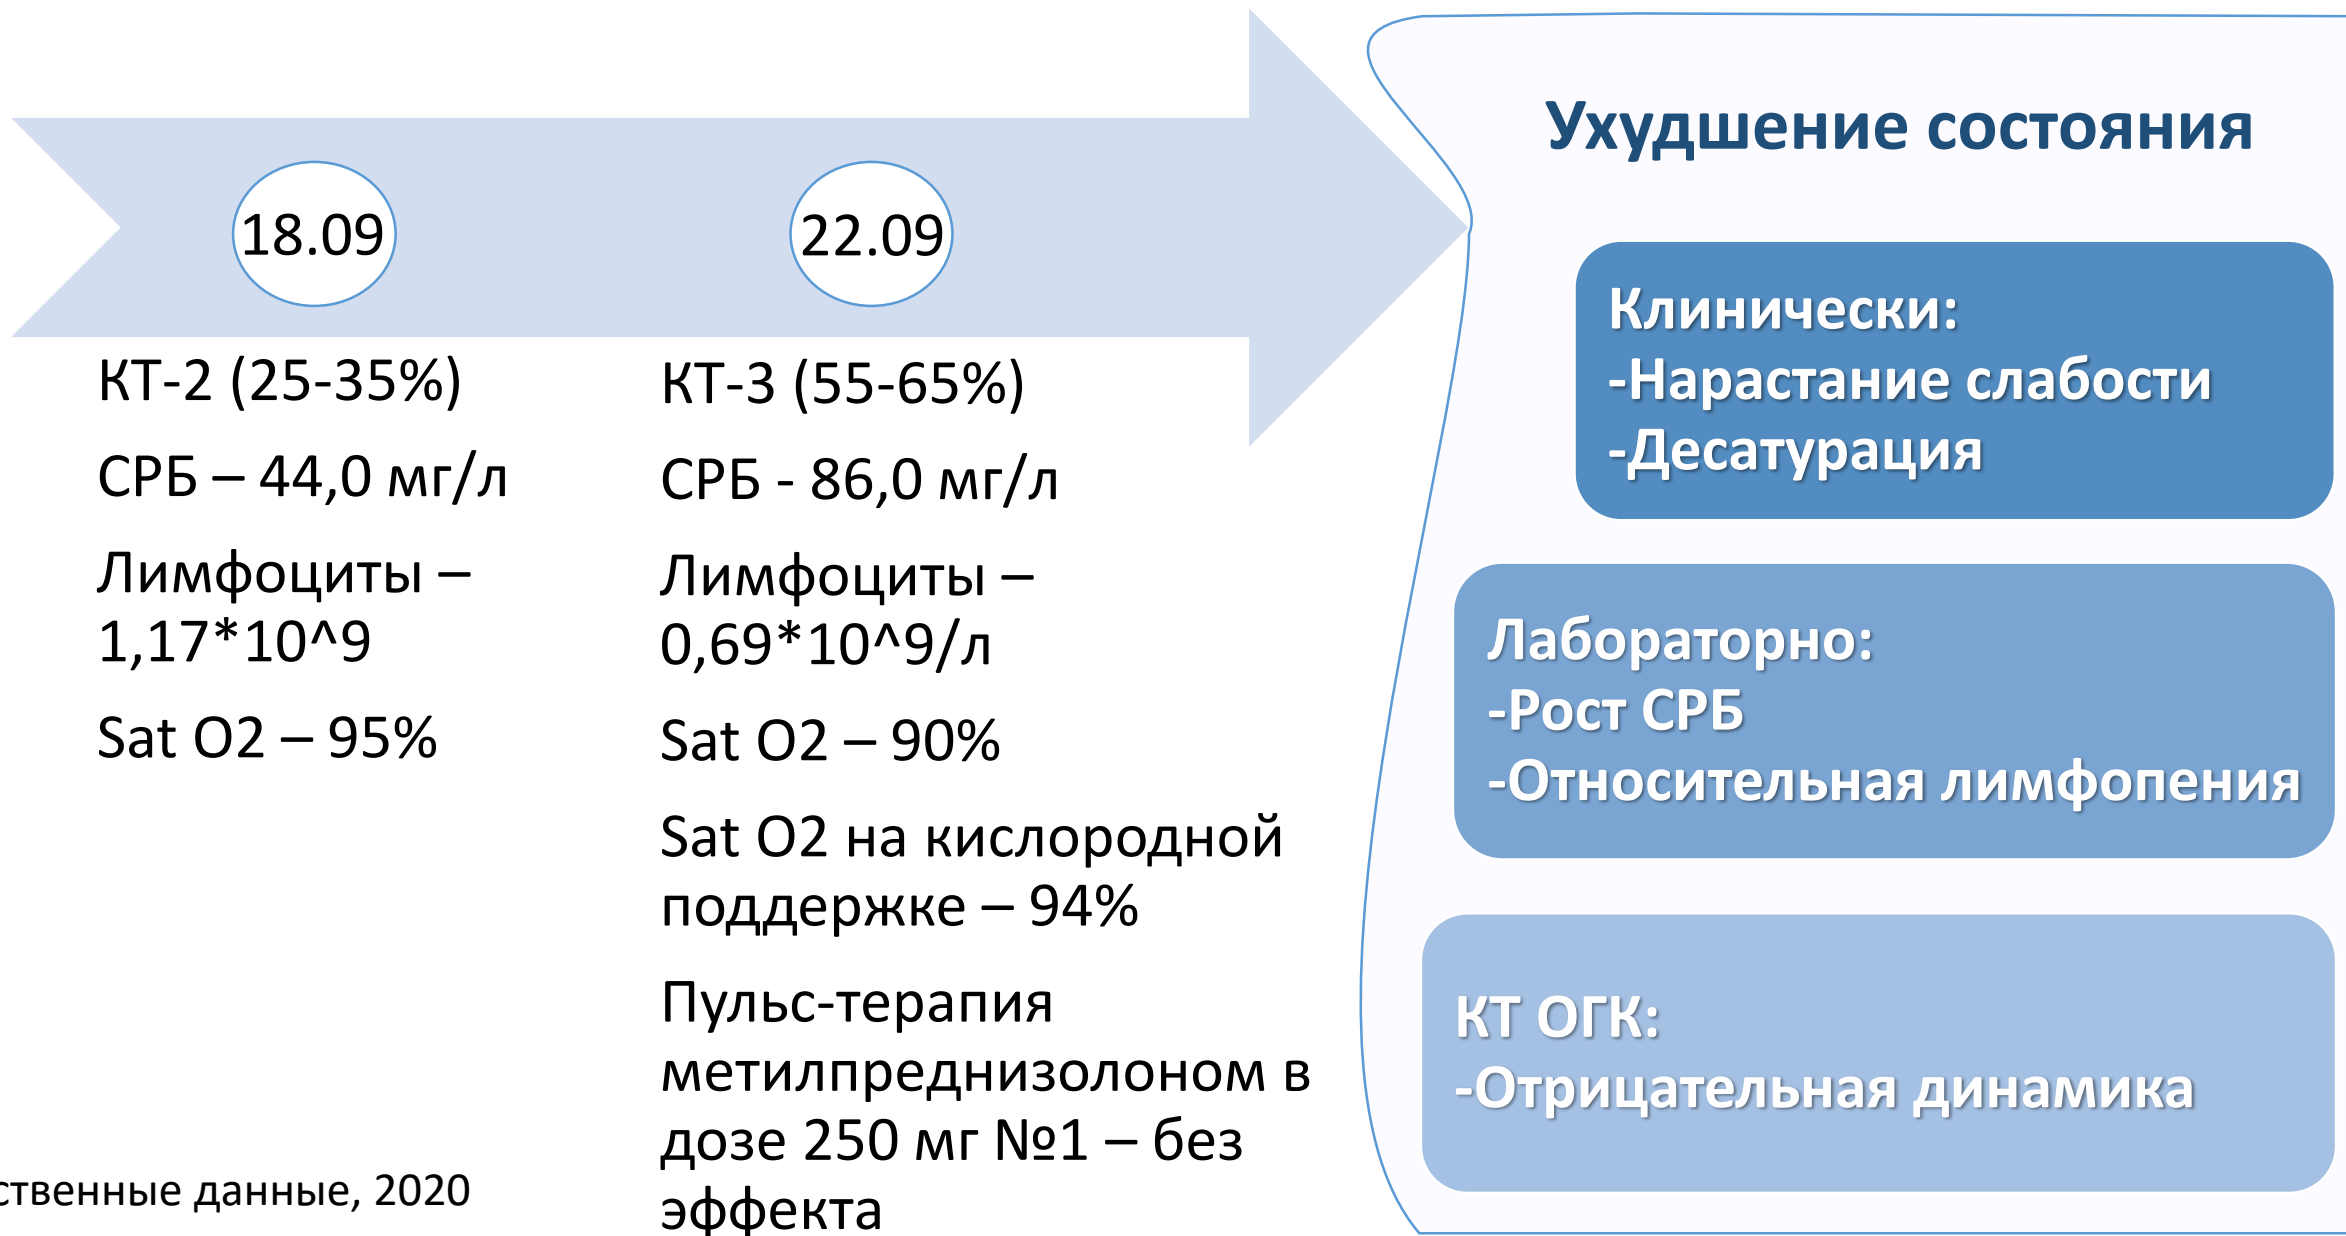 18.09
КТ-2 (25-35%)
СРБ – 44,0 мг/л
Лимфоциты –
1,17*10^9
Sat O2 – 95%
22.09
КТ-3 (55-65%)
СРБ - 86,0 мг/л
Лимфоциты –
0,69*10^9/л
Sat O2 – 90%
Sat O2 на кислородной
поддержке – 94%
Пульс-терапия
метилпреднизолоном в
дозе 250 мг №1 – без
эффекта
Ухудшение состояния
Клинически:
-Нарастание слабости
-Десатурация
Лабораторно:
-Рост СРБ
-Относительная лимфопения
КТ ОГК:
-Отрицательная динамика
данные, 2020